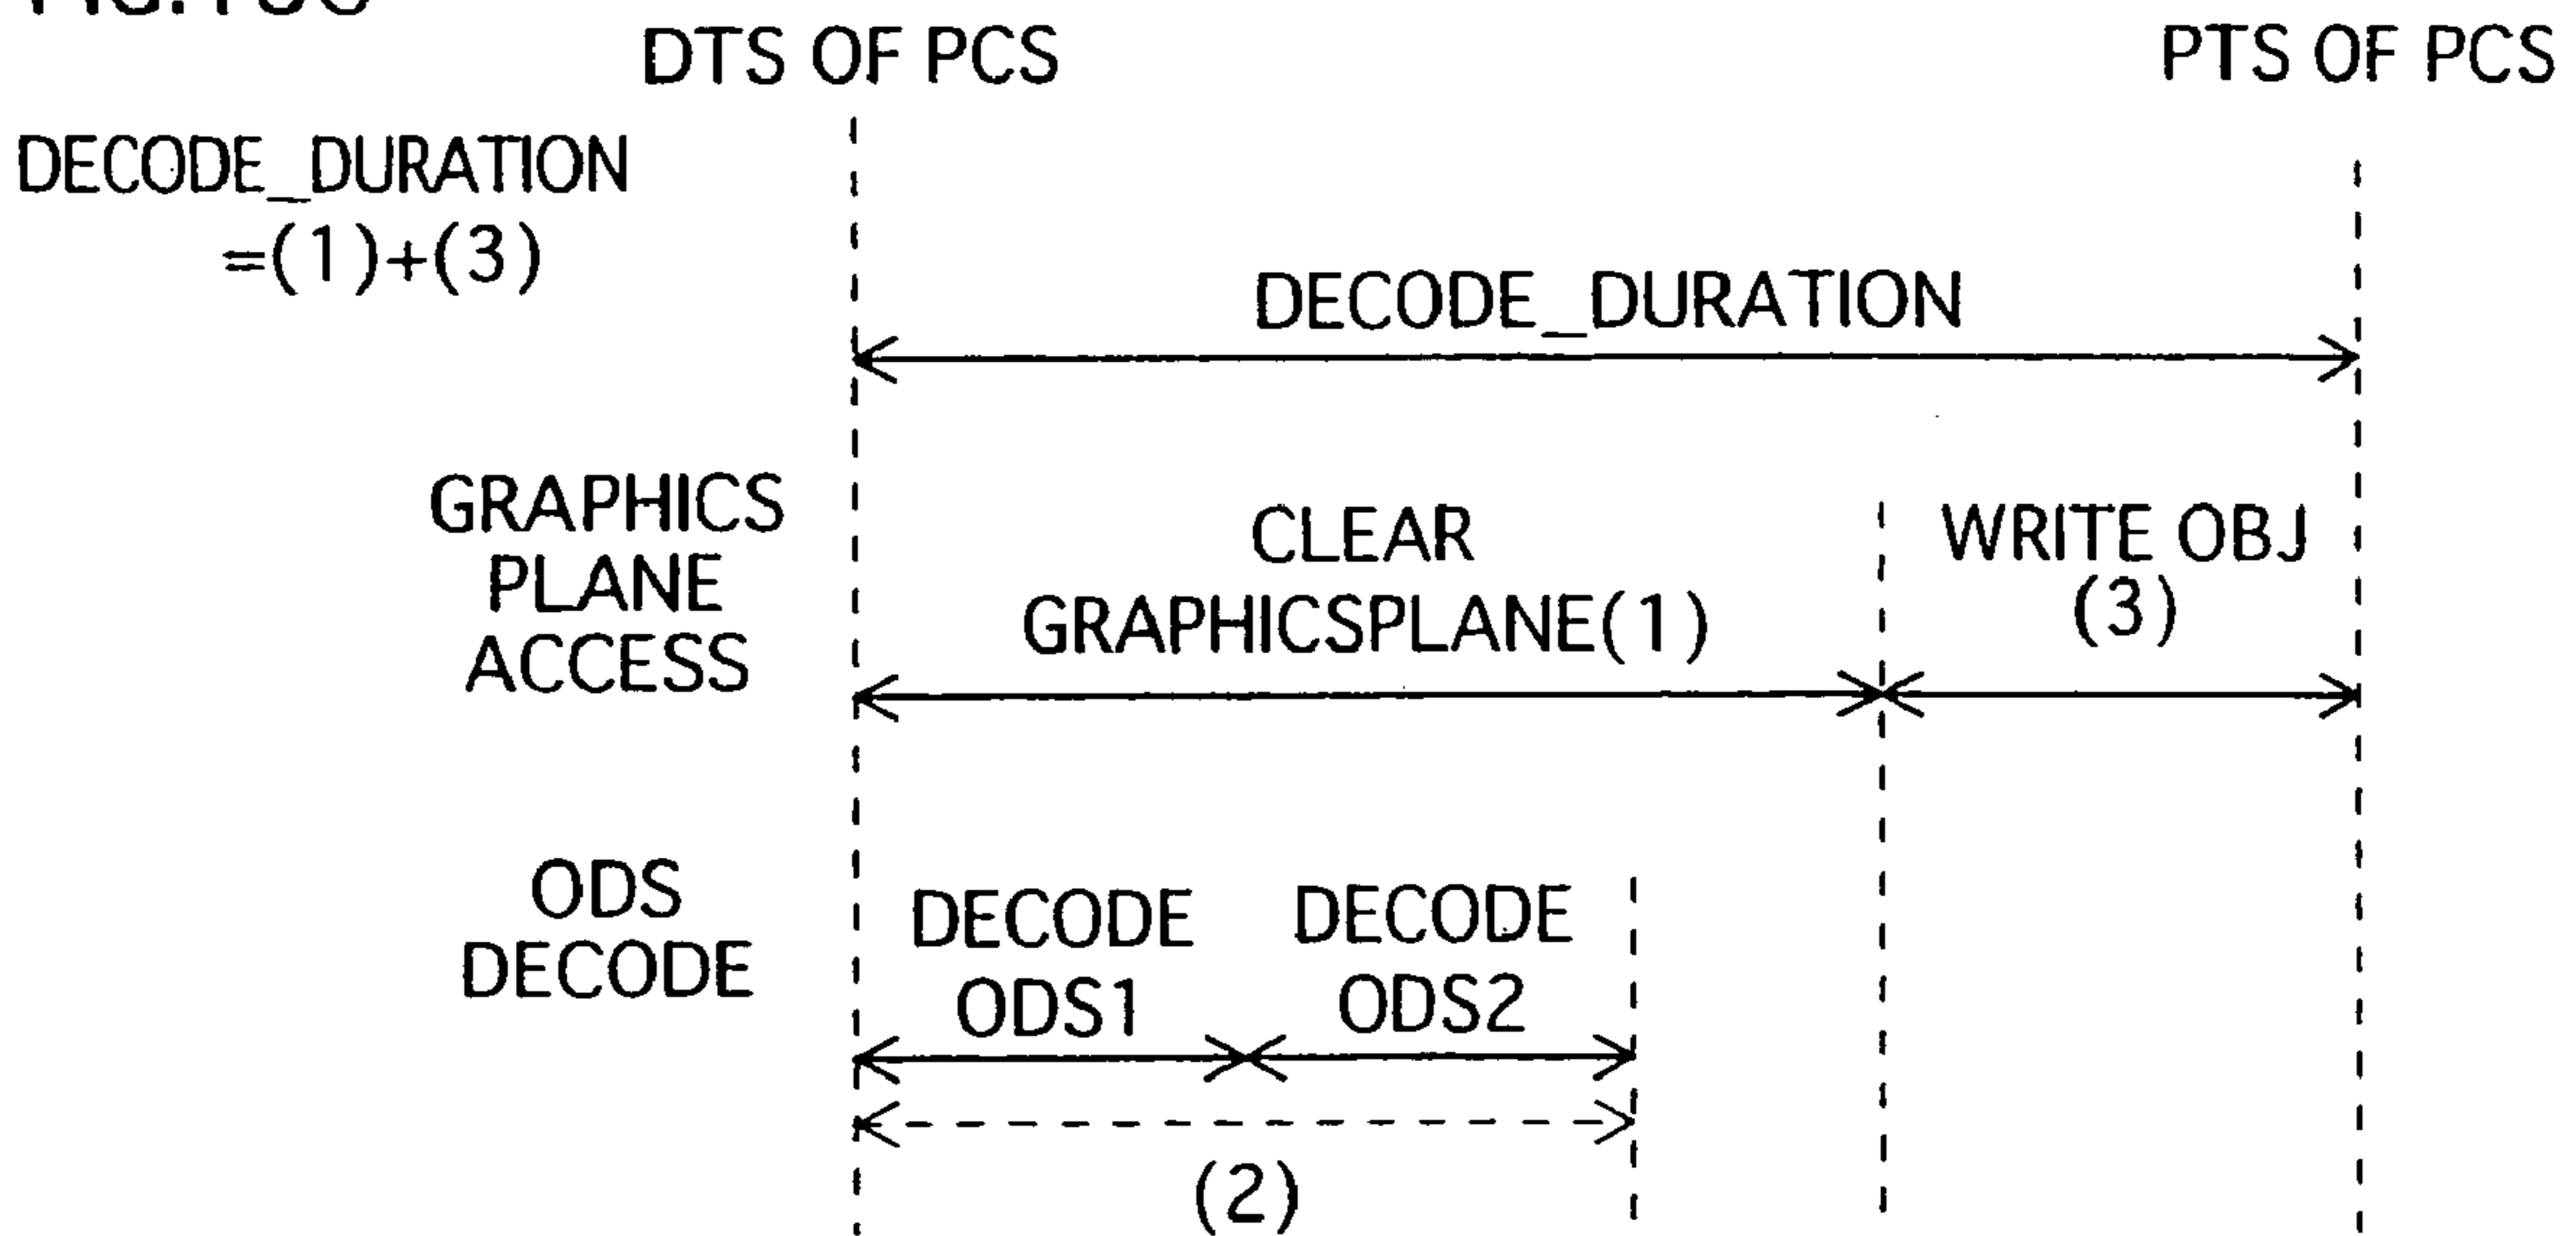 DTS OF PCS
PTS OF PCS
DECODE_DURATION
=(1)+(3)
DECODE_DURATION
GRAPHICS
PLANE
ACCESS
CLEAR
GRAPHICSPLANE(1)
WRITE OBJ
(3)
ODS
DECODE
DECODE
ODS1
DECODE
ODS2
(2)